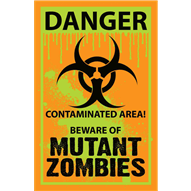 DANGER
CONTAMINATED AREA!
BEWARE OF
MUTANT
ZOMBIES